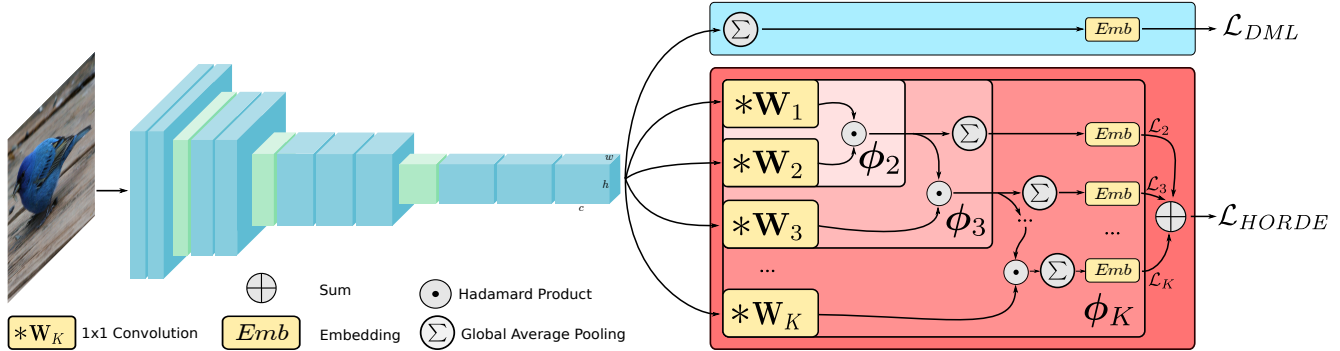 Σ
Emb
ℒ_DML
*W_1
*W_2
ϕ_2
Σ
Emb
ℒ_2
*W_3
ϕ_3
Σ
Emb
ℒ_3
...
...
...
*W_K
Σ
Emb
ℒ_K
ϕ_K
ℒ_HORDE
w
h
c
Sum
Hadamard Product
*W_K 1x1 Convolution
Emb Embedding
Σ Global Average Pooling